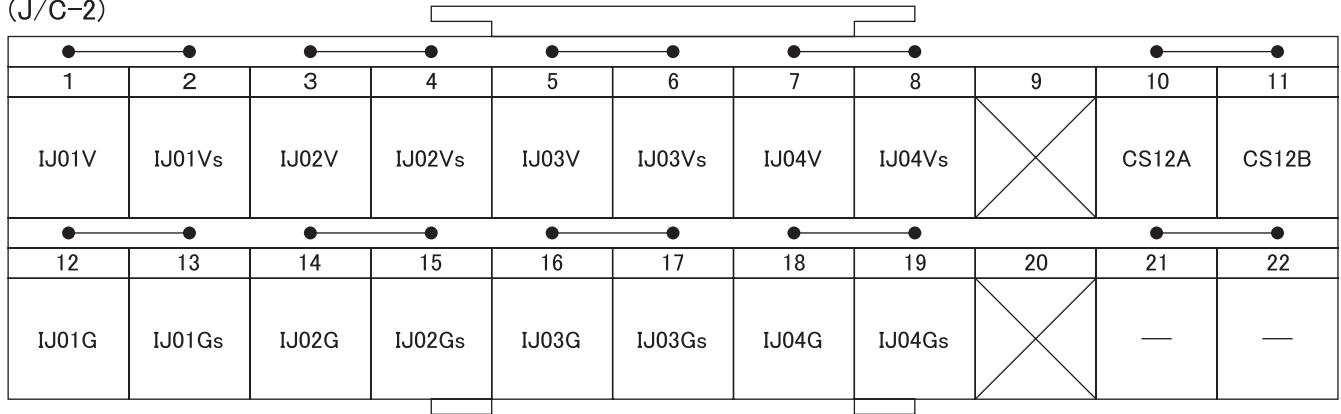 (J/C-2)
1 2 3 4 5 6 7 8 9 10 11
IJ01V IJ01Vs IJ02V IJ02Vs IJ03V IJ03Vs IJ04V IJ04Vs CS12A CS12B
12 13 14 15 16 17 18 19 20 21 22
IJ01G IJ01Gs IJ02G IJ02Gs IJ03G IJ03Gs IJ04G IJ04Gs — —